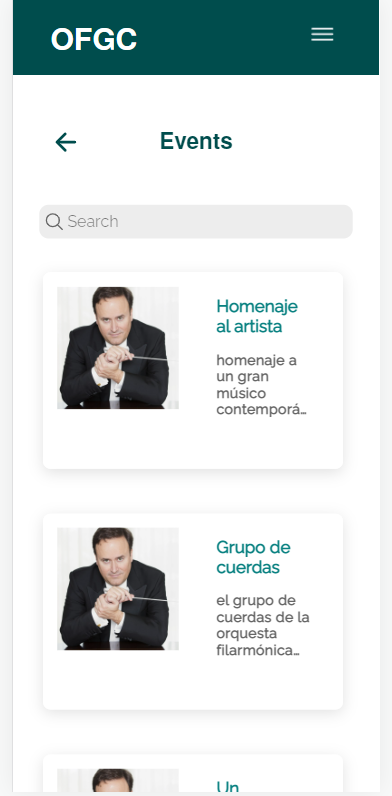 OFGC
Events
Search
Homenaje
al artista
homenaje a
un gran
músico
contemporá...
Grupo de
cuerdas
el grupo de
cuerdas de la
orquesta
filarmónica...
Un